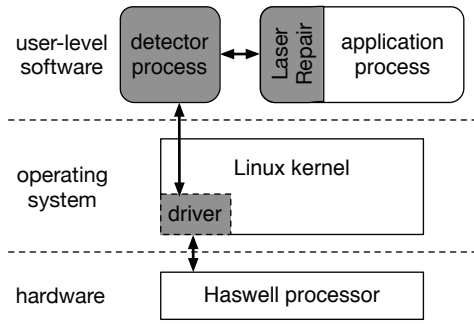 user-level
software
detector
process
Laser
Repair
application
process
operating
system
Linux kernel
driver
hardware
Haswell processor